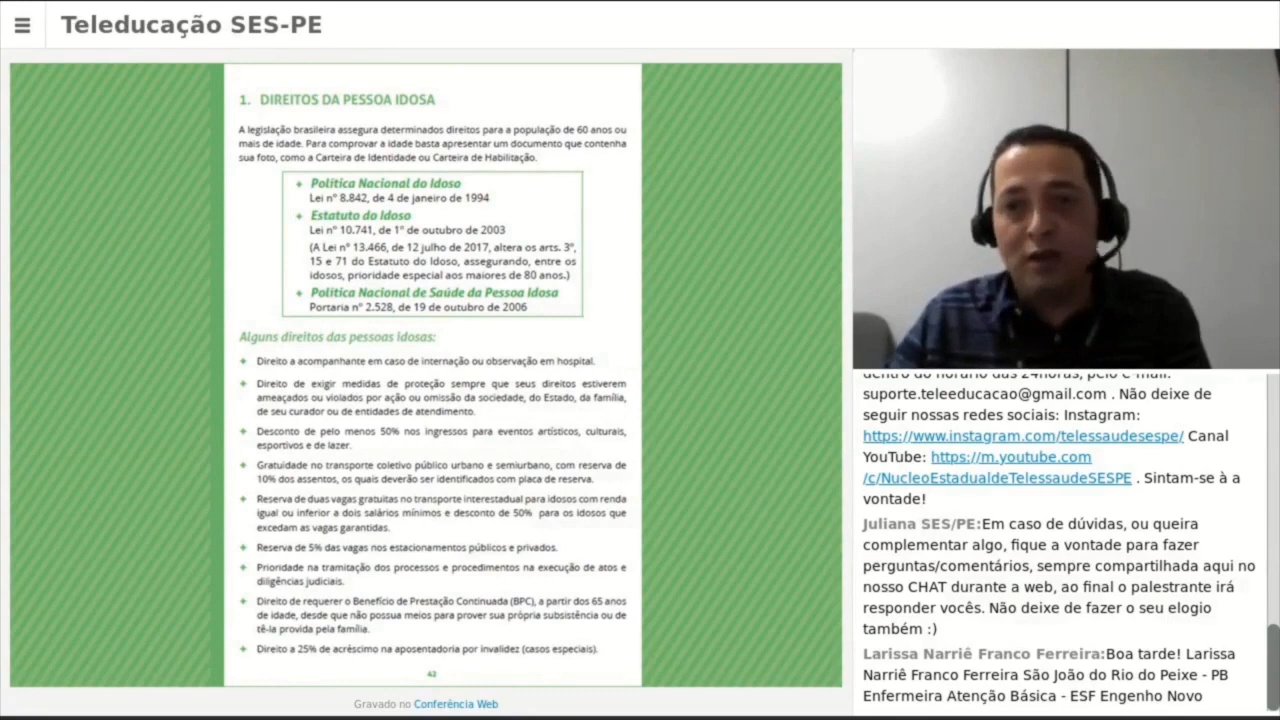 Teleducação SES-PE
1. DIREITOS DA PESSOA IDOSA
A legislação brasileira assegura determinados direitos para a população de 60 anos ou
mais de idade. Para comprovar a idade basta apresentar um documento que contenha
sua foto, como a Carteira de Identidade ou Carteira de Habilitação.
+ Política Nacional do Idoso
Lei nº 8.842, de 4 de janeiro de 1994
+ Estatuto do Idoso
Lei nº 10.741, de 1º de outubro de 2003
(A Lei nº 13.466, de 12 julho de 2017, altera os arts. 3º,
15 e 71 do Estatuto do Idoso, assegurando, entre os
idosos, prioridade especial aos maiores de 80 anos.)
+ Política Nacional de Saúde da Pessoa Idosa
Portaria nº 2.528, de 19 de outubro de 2006
Alguns direitos das pessoas idosas:
+ Direito a acompanhante em caso de internação ou observação em hospital.
+ Direito de exigir medidas de proteção sempre que seus direitos estiverem
ameaçados ou violados por ação ou omissão da sociedade, do Estado, da família,
de seu curador ou de entidades de atendimento.
+ Desconto de pelo menos 50% nos ingressos para eventos artísticos, culturais,
esportivos e de lazer.
+ Gratuidade no transporte coletivo público urbano e semiurbano, com reserva de
10% dos assentos, os quais deverão ser identificados com placa de reserva.
+ Reserva de duas vagas gratuitas no transporte interestadual para idosos com renda
igual ou inferior a dois salários mínimos e desconto de 50% para os idosos que
excedam as vagas garantidas.
+ Reserva de 5% das vagas nos estacionamentos públicos e privados.
+ Prioridade na tramitação dos processos e procedimentos na execução de atos e
diligências judiciais.
+ Direito de requerer o Benefício de Prestação Continuada (BPC), a partir dos 65 anos
de idade, desde que não possua meios para prover sua própria subsistência ou de
tê-la provida pela família.
+ Direito a 25% de acréscimo na aposentadoria por invalidez (casos especiais).
42
Gravado no Conferência Web
dentro do horário das 24horas, pelo e-mail:
suporte.teleeducacao@gmail.com . Não deixe de
seguir nossas redes sociais: Instagram:
https://www.instagram.com/telessaudesespe/ Canal
YouTube: https://m.youtube.com
/c/NucleoEstadualdeTelessaudeSESPE . Sintam-se à a
vontade!
Juliana SES/PE:Em caso de dúvidas, ou queira
complementar algo, fique a vontade para fazer
perguntas/comentários, sempre compartilhada aqui no
nosso CHAT durante a web, ao final o palestrante irá
responder vocês. Não deixe de fazer o seu elogio
também :)
Larissa Narriê Franco Ferreira:Boa tarde! Larissa
Narriê Franco Ferreira São João do Rio do Peixe - PB
Enfermeira Atenção Básica - ESF Engenho Novo